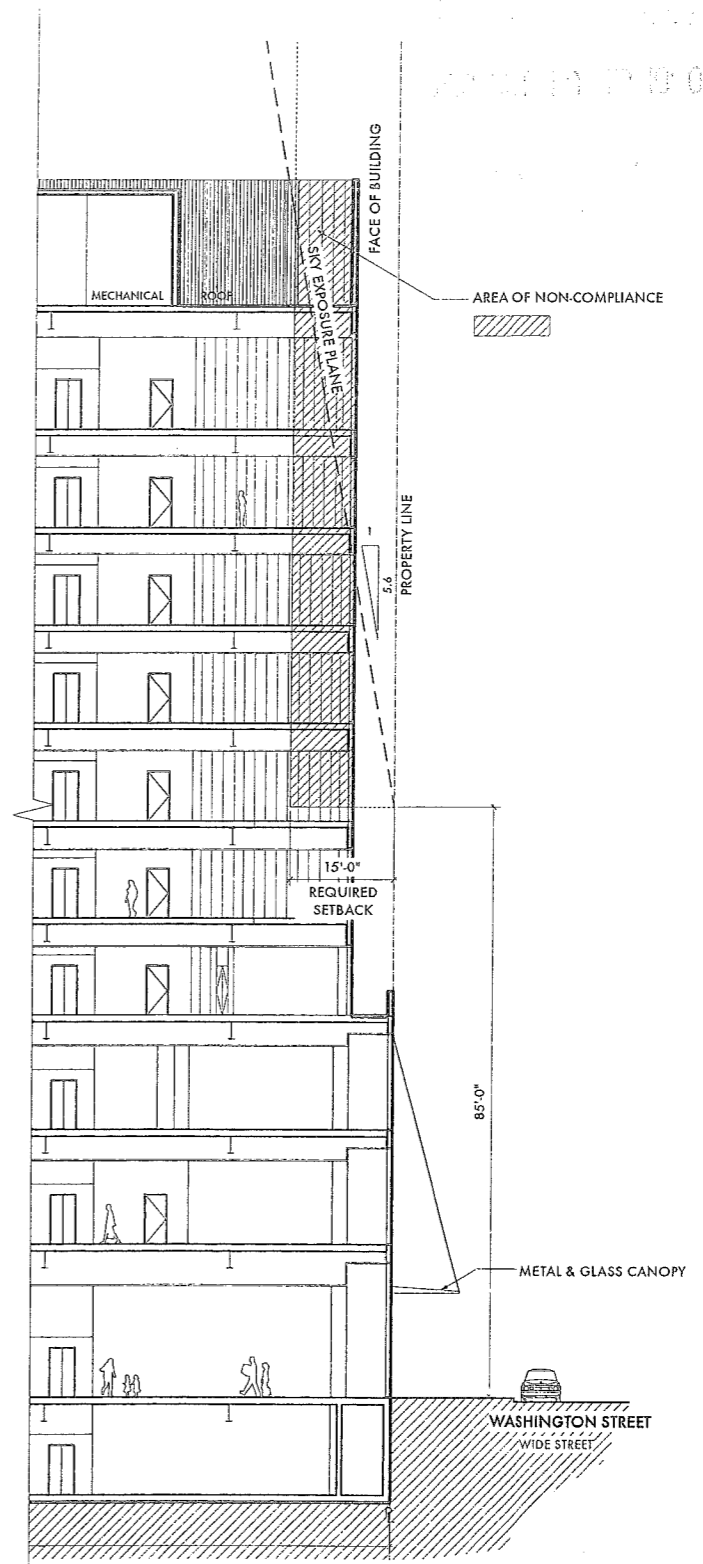 FACE OF BUILDING
SKY EXPOSURE PLANE
AREA OF NON-COMPLIANCE
MECHANICAL
ROOF
1
5.6
PROPERTY LINE
15'-0"
REQUIRED
SETBACK
85'-0"
METAL & GLASS CANOPY
WASHINGTON STREET
WIDE STREET